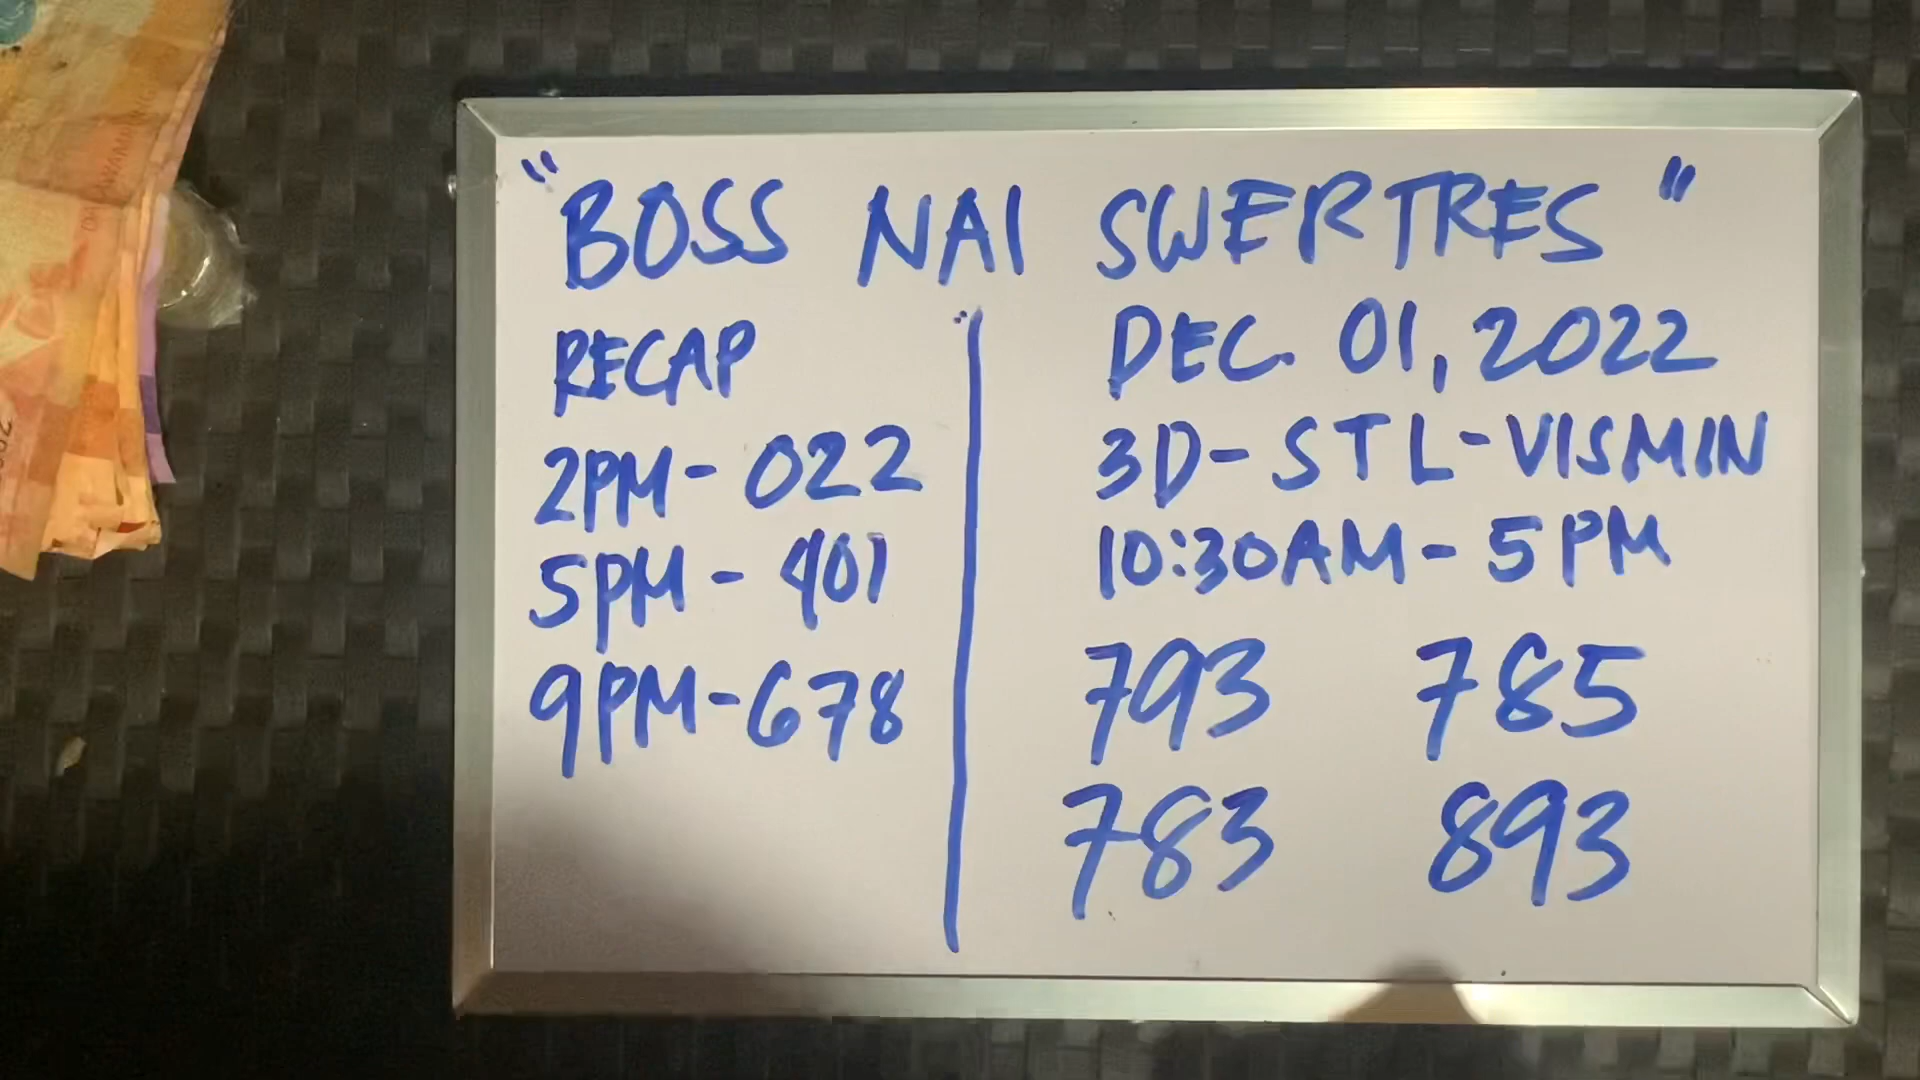 "BOSS NAI SWERTRES"
RECAP
2PM- 022
5PM - 401
9PM-678
DEC. 01, 2022
3D-STL-VISMIN
10:30AM-5PM
793 785
783 893